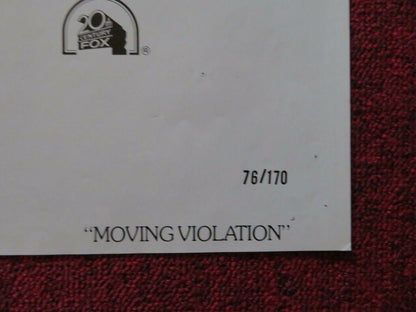 20th
CENTURY
FOX
®
76/170
"MOVING VIOLATION"